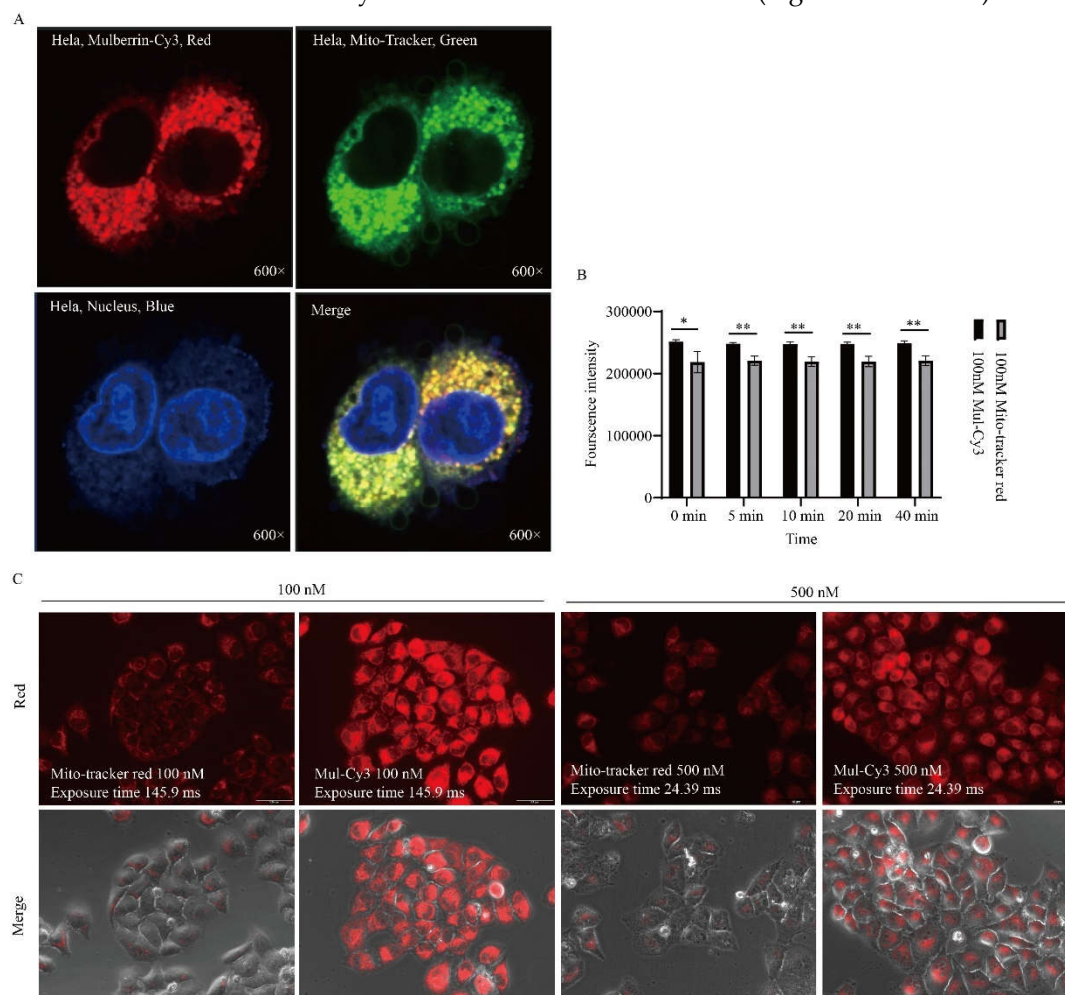 A
Hela, Mulberrin-Cy3, Red
600×
Hela, Mito-Tracker, Green
600×
Hela, Nucleus, Blue
600×
Merge
600×
B
Fourscence intensity
300000
200000
100000
0
*
**
**
**
**
0 min
5 min
10 min
20 min
40 min
Time
100nM Mito-tracker red
100nM Mul-Cy3
C
100 nM
500 nM
Red
Mito-tracker red 100 nM
Exposure time 145.9 ms
Mul-Cy3 100 nM
Exposure time 145.9 ms
Mito-tracker red 500 nM
Exposure time 24.39 ms
Mul-Cy3 500 nM
Exposure time 24.39 ms
Merge